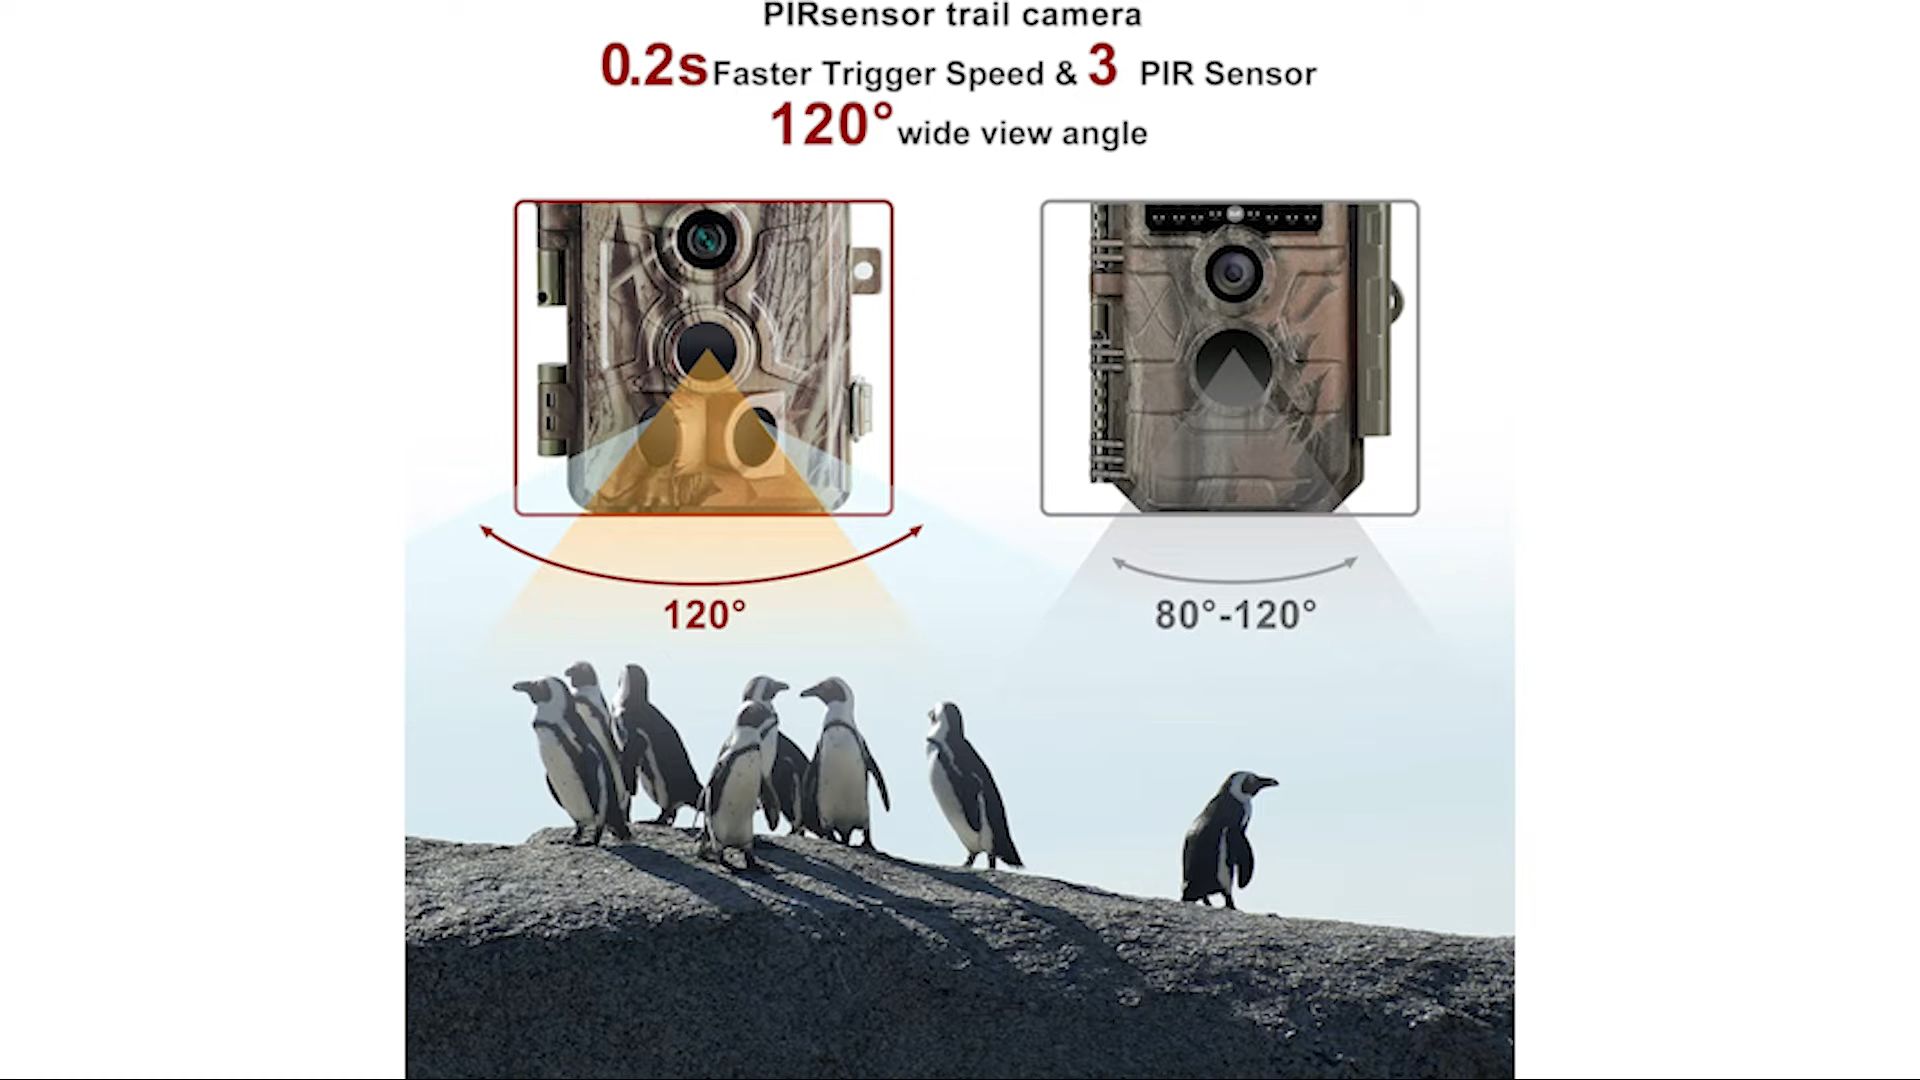 PIRsensor trail camera
0.2s Faster Trigger Speed & 3 PIR Sensor
120° wide view angle
120°
80°-120°